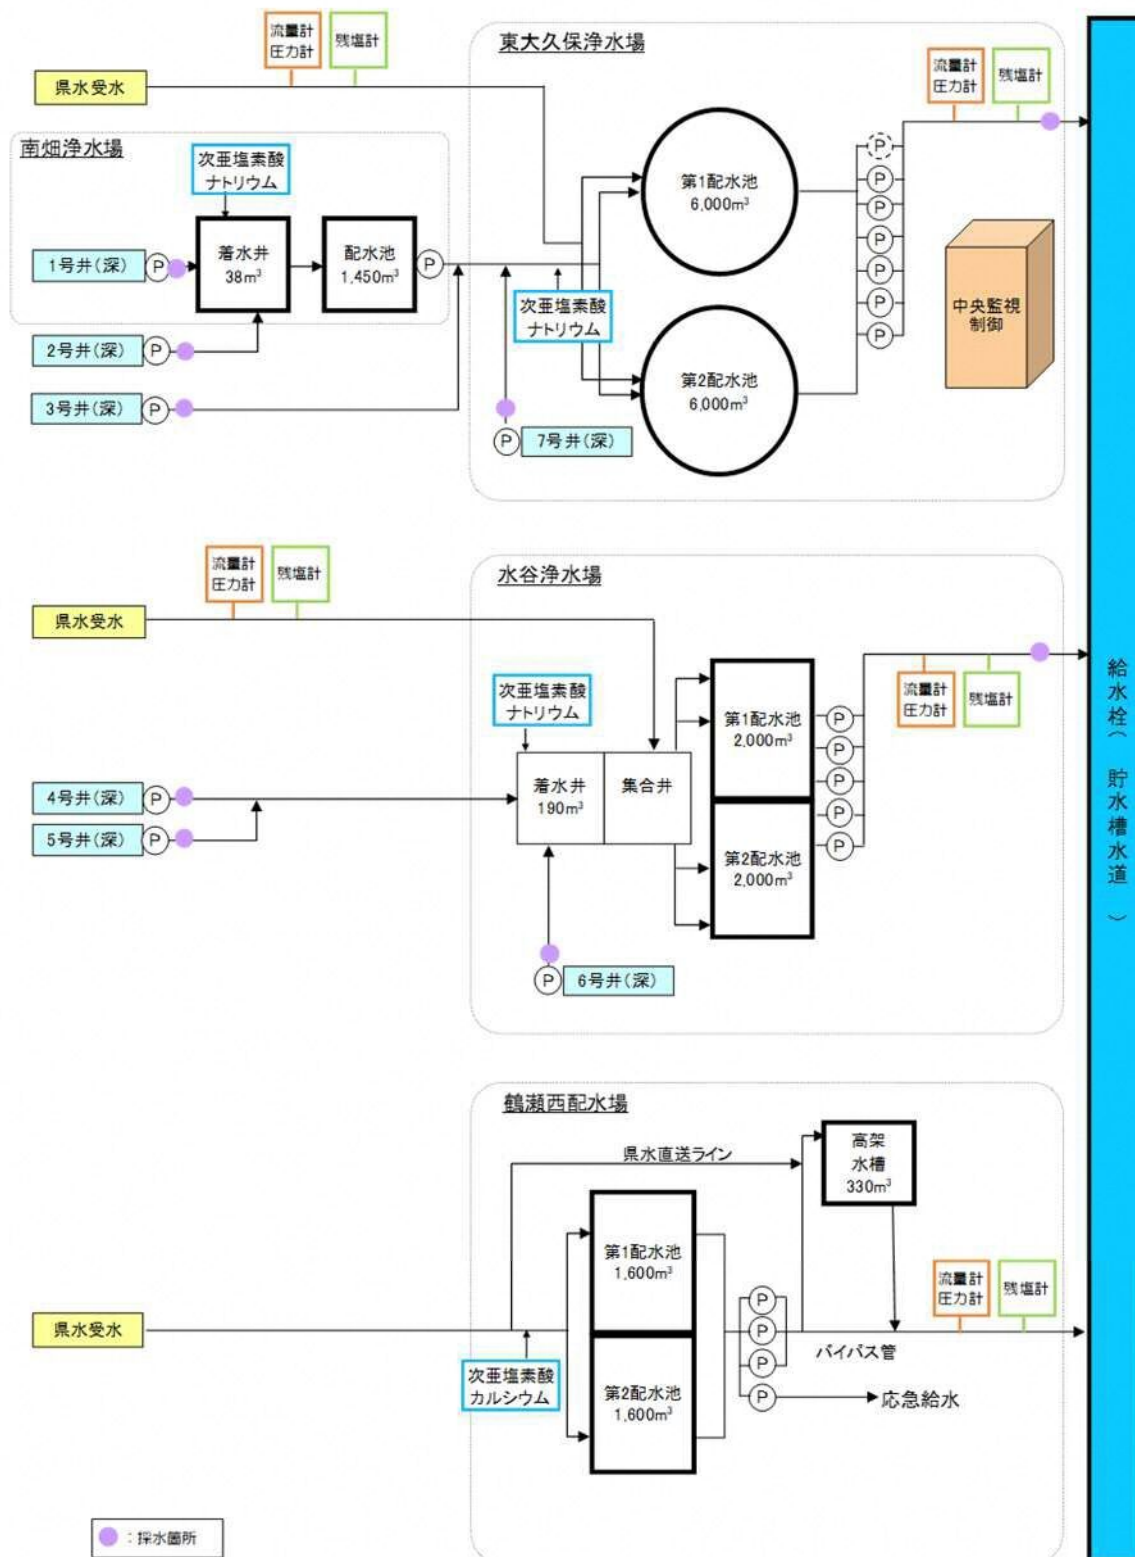 流量計
圧力計
残塩計
県水受水
東大久保浄水場
流量計
圧力計
残塩計
南畑浄水場
次亜塩素酸
ナトリウム
1号井(深)
P
着水井
38m³
配水池
1,450m³
P
2号井(深)
P
3号井(深)
P
次亜塩素酸
ナトリウム
P
7号井(深)
第1配水池
6,000m³
第2配水池
6,000m³
P
P
P
P
P
P
P
中央監視
制御
流量計
圧力計
残塩計
県水受水
水谷浄水場
次亜塩素酸
ナトリウム
4号井(深)
P
5号井(深)
P
着水井
190m³
集合井
P
6号井(深)
第1配水池
2,000m³
第2配水池
2,000m³
P
P
P
P
P
流量計
圧力計
残塩計
給水栓(貯水槽水道)
鶴瀬西配水場
県水直送ライン
高架
水槽
330m³
第1配水池
1,600m³
第2配水池
1,600m³
県水受水
次亜塩素酸
カルシウム
P
P
P
P
バイパス管
応急給水
流量計
圧力計
残塩計
：採水箇所